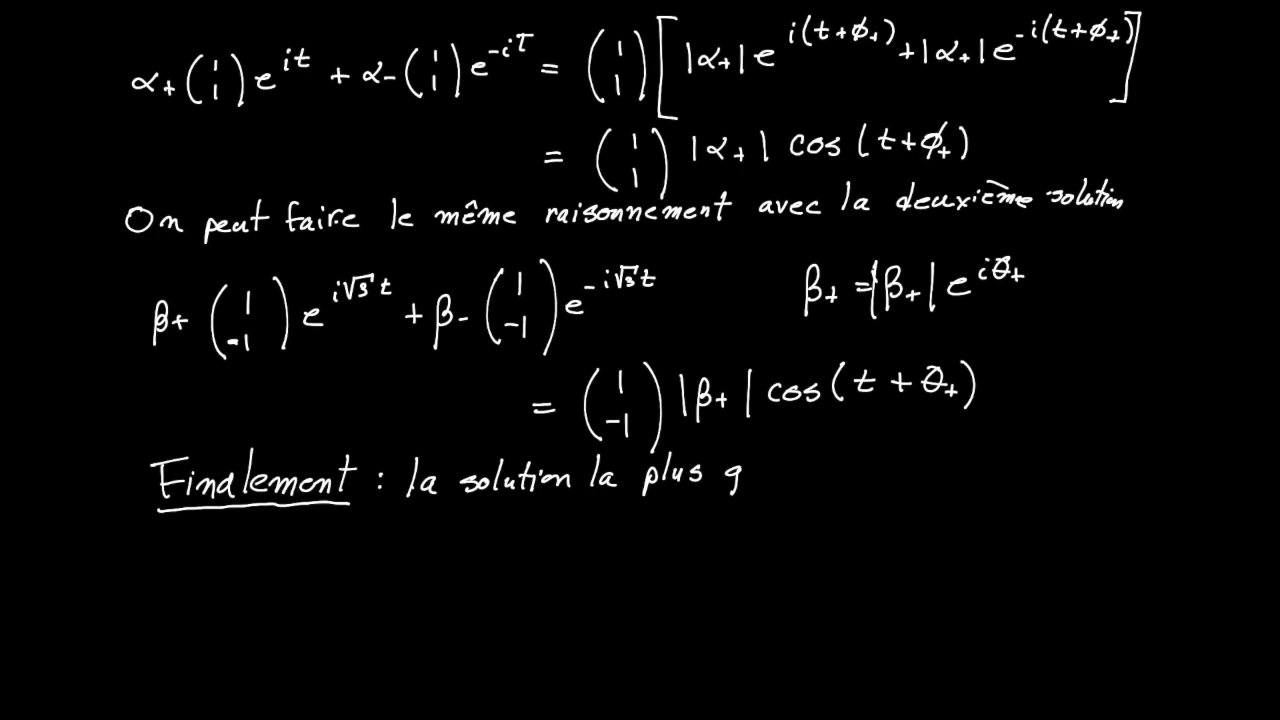 α₊ (1 1) e^{it} + α₋ (1 1) e^{-iτ} = (1 1) [ |α₊| e^{i(t+ϕ₊)} + |α₊| e^{-i(t+ϕ₊)} ]
= (1 1) |α₊| cos(t+ϕ₊)
On peut faire le même raisonnement avec la deuxième solution
β₊ (1 -1) e^{i√3 t} + β₋ (1 -1) e^{-i√3 t} β₊ = |β₊| e^{iθ₊}
= (1 -1) |β₊| cos(t + θ₊)
Finalement : la solution la plus g